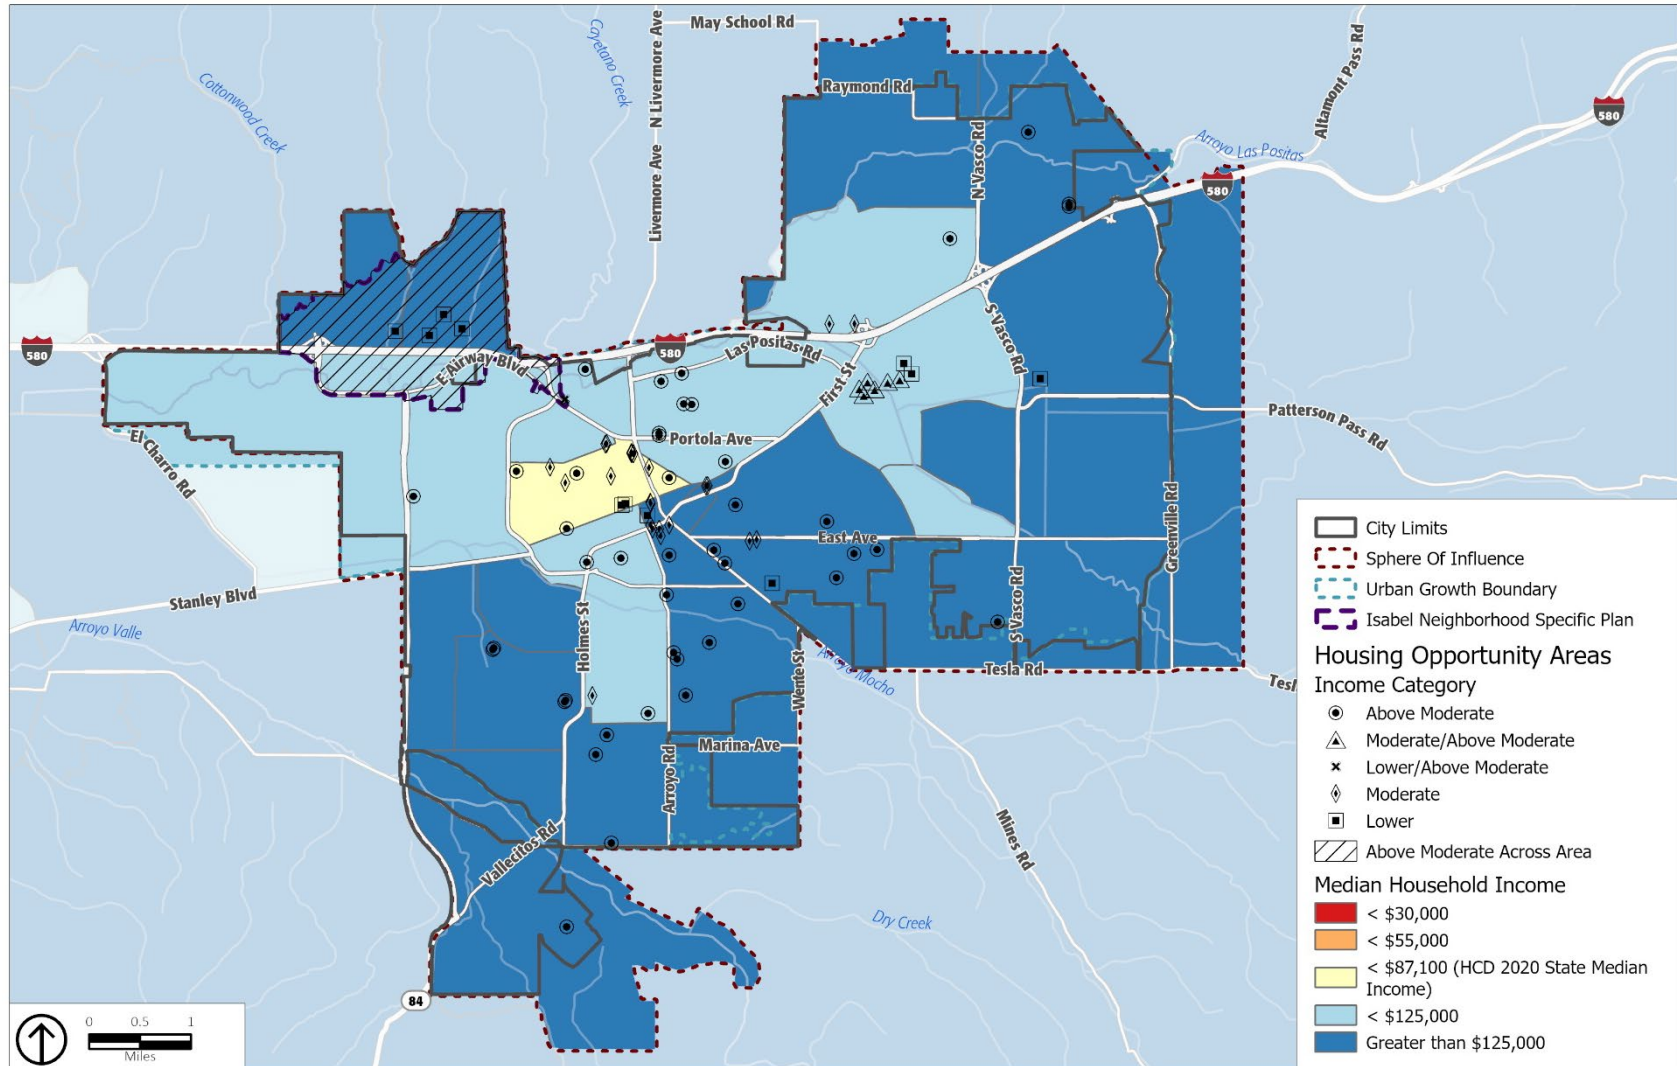 May School Rd
Cayetano Creek
Cottonwood Creek
N Livermore Ave
Livermore Ave
Raymond Rd
N Vasco Rd
Altamont Pass Rd
580
Arroyo Las Positas
580
580
580
Las Positas Rd
E Airway Blvd
First St
S Vasco Rd
Patterson Pass Rd
Portola Ave
El Charro Rd
East Ave
Greenville Rd
Stanley Blvd
Arroyo Valle
Holmes St
S Vasco Rd
Wente St
Arroyo Mocho
Tesla Rd
Tesl
Marina Ave
Arroyo Rd
Vallecitos Rd
Mines Rd
Dry Creek
84
0 0.5 1
Miles
City Limits
Sphere Of Influence
Urban Growth Boundary
Isabel Neighborhood Specific Plan
Housing Opportunity Areas
Income Category
Above Moderate
Moderate/Above Moderate
Lower/Above Moderate
Moderate
Lower
Above Moderate Across Area
Median Household Income
< $30,000
< $55,000
< $87,100 (HCD 2020 State Median
Income)
< $125,000
Greater than $125,000